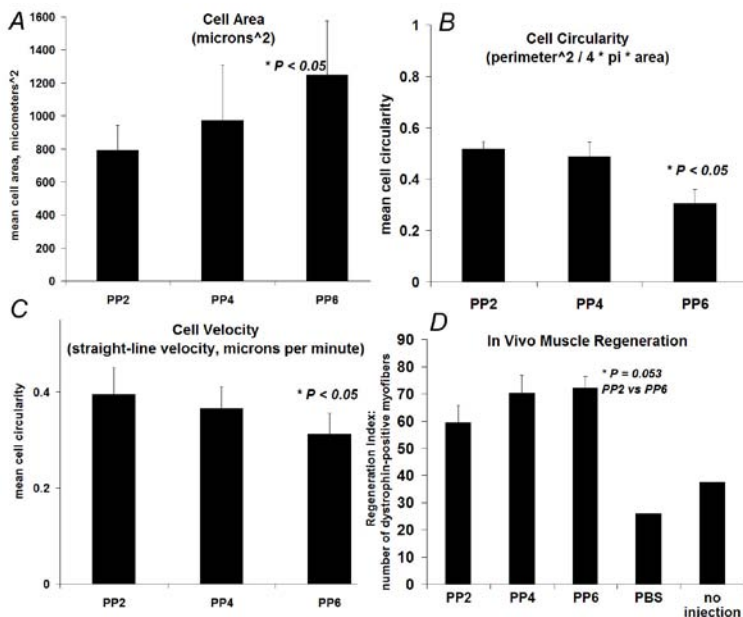 A
Cell Area
(microns^2)
* P < 0.05
mean cell area, micometers^2
1600
1400
1200
1000
800
600
400
200
0
PP2 PP4 PP6
B
Cell Circularity
(perimeter^2 / 4 * pi * area)
* P < 0.05
mean cell circularity
1
0.8
0.6
0.4
0.2
0
PP2 PP4 PP6
C
Cell Velocity
(straight-line velocity, microns per minute)
* P < 0.05
mean cell circularity
0.4
0.2
0
PP2 PP4 PP6
D
In Vivo Muscle Regeneration
* P = 0.053
PP2 vs PP6
Regeneration Index:
number of dystrophin-positive myofibers
90
80
70
60
50
40
30
20
10
0
PP2 PP4 PP6 PBS no
injection